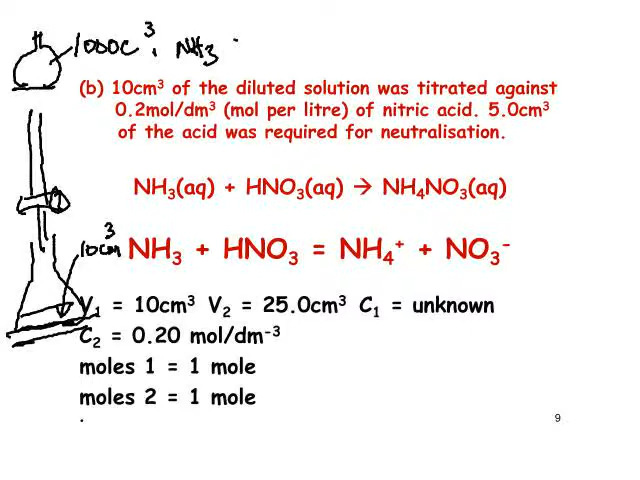 1000c³, NH3
(b) 10cm³ of the diluted solution was titrated against
0.2mol/dm³ (mol per litre) of nitric acid. 5.0cm³
of the acid was required for neutralisation.
NH₃(aq) + HNO₃(aq) → NH₄NO₃(aq)
10cm³
NH₃ + HNO₃ = NH₄⁺ + NO₃⁻
V₁ = 10cm³ V₂ = 25.0cm³ C₁ = unknown
C₂ = 0.20 mol/dm⁻³
moles 1 = 1 mole
moles 2 = 1 mole
.
9